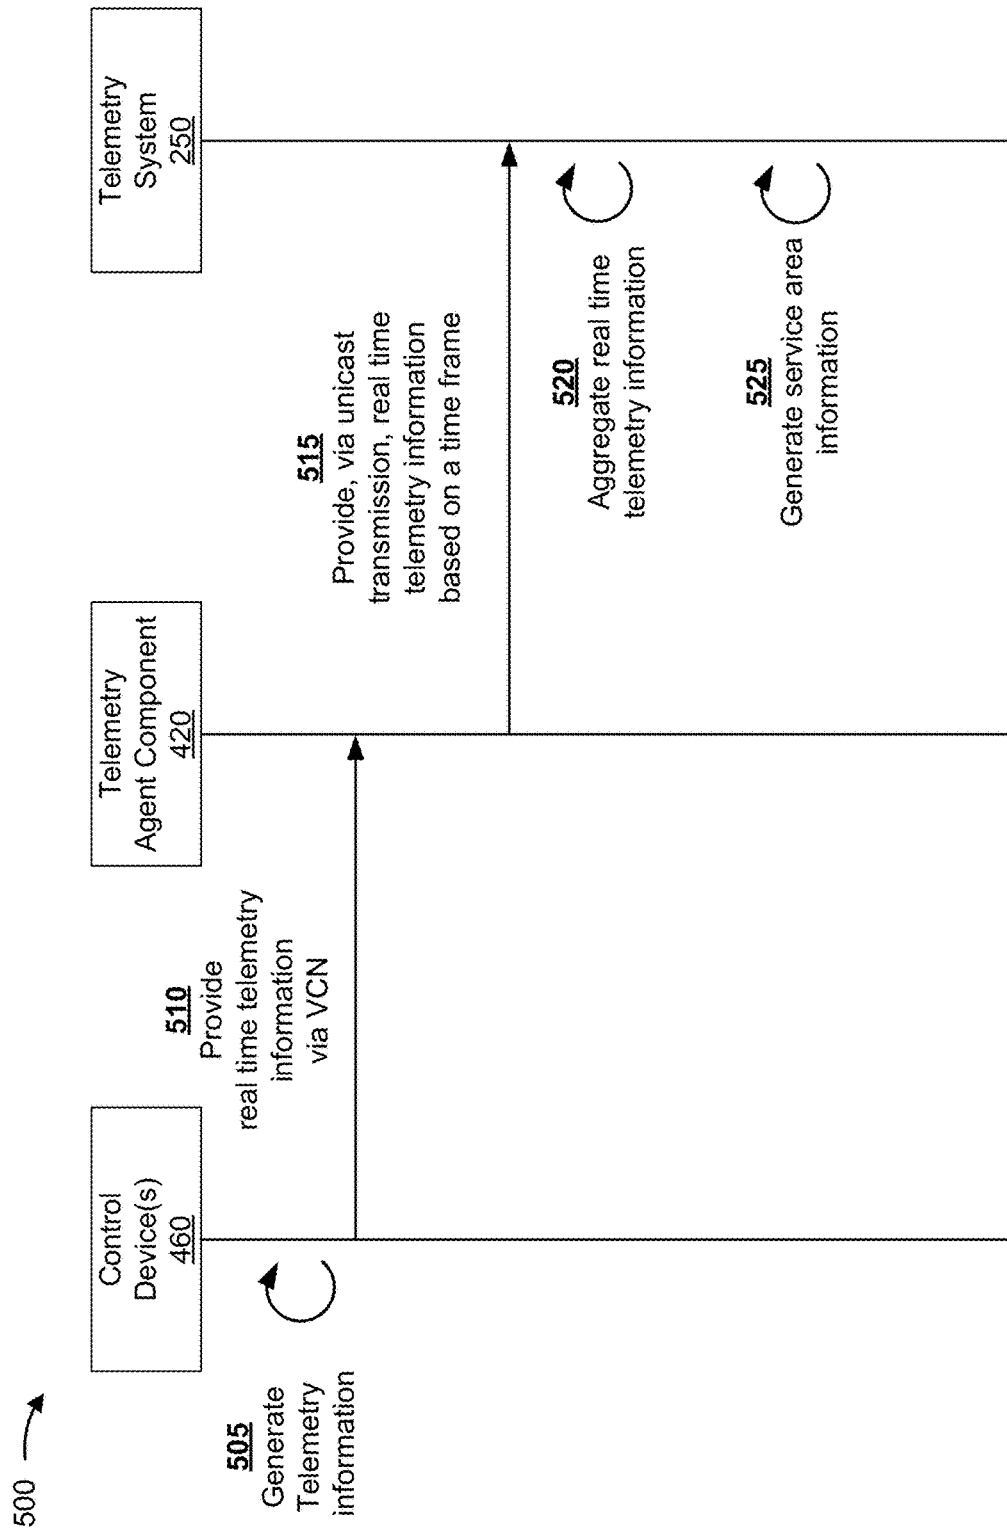 500
Control
Device(s)
460
Telemetry
Agent Component
420
Telemetry
System
250
505
Generate
Telemetry
information
510
Provide
real time telemetry
information
via VCN
515
Provide, via unicast
transmission, real time
telemetry information
based on a time frame
520
Aggregate real time
telemetry information
525
Generate service area
information